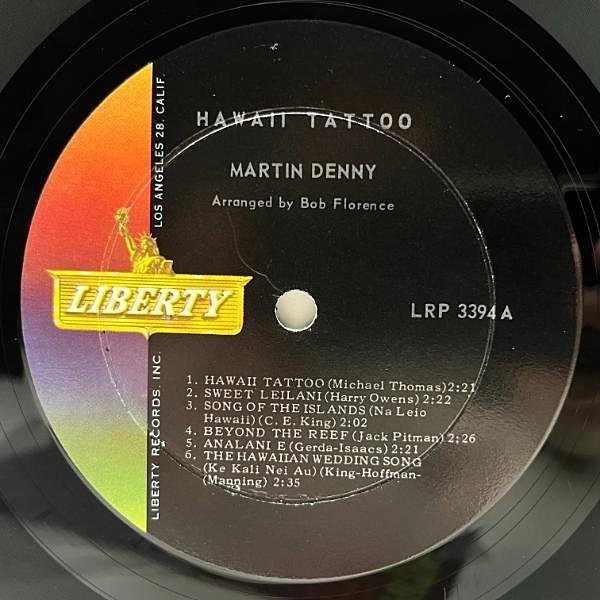 HAWAII TATTOO
MARTIN DENNY
Arranged by Bob Florence
LIBERTY
LRP 3394 A
1. HAWAII TATTOO (Michael Thomas) 2:21
2. SWEET LEILANI (Harry Owens) 2:22
3. SONG OF THE ISLANDS (Na Leio
Hawaii) (C. E. King) 2:02
4. BEYOND THE REEF (Jack Pitman) 2:26
5. ANALANI E (Gerda-Isaacs) 2:21
6. THE HAWAIIAN WEDDING SONG
(Ke Kali Nei Au) (King-Hoffman-
Manning) 2:35
LIBERTY RECORDS, INC.
LOS ANGELES 28, CALIF.